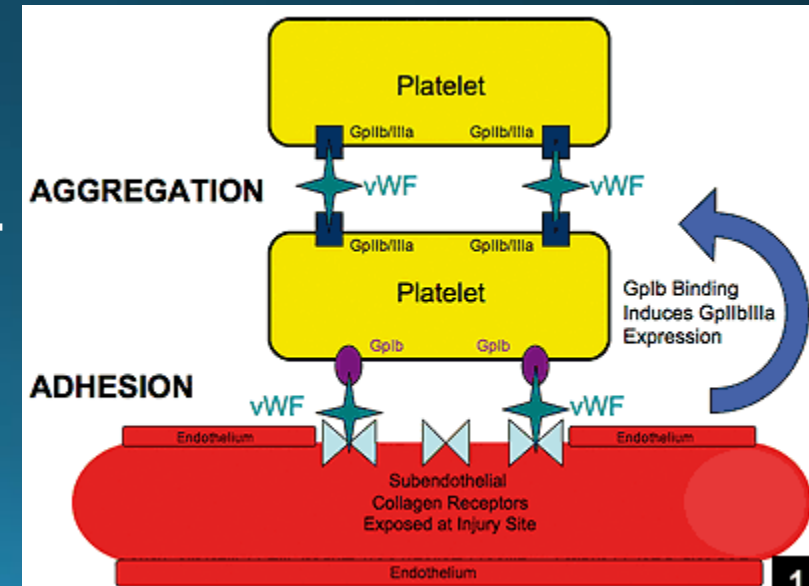 Platelet
GpIIb/IIIa GpIIb/IIIa
AGGREGATION
vWF vWF
GpIIb/IIIa GpIIb/IIIa
Platelet
GpIb Binding
Induces GpIIbIIIa
Expression
GpIb GpIb
ADHESION
vWF vWF
Endothelium Endothelium
Subendothelial
Collagen Receptors
Exposed at Injury Site
Endothelium
1